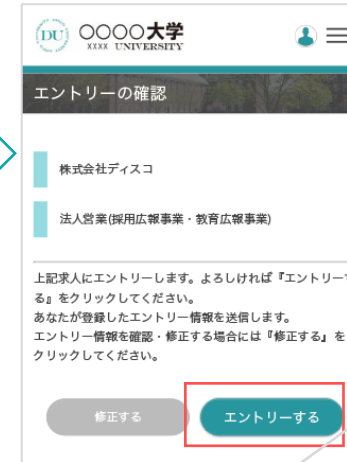 DU
〇〇〇〇大学
XXXX UNIVERSITY
エントリーの確認
株式会社ディスコ
法人営業(採用広報事業・教育広報事業)
上記求人にエントリーします。よろしければ『エントリーす
る』をクリックしてください。
あなたが登録したエントリー情報を送信します。
エントリー情報を確認・修正する場合には『修正する』を
クリックしてください。
修正する
エントリーする